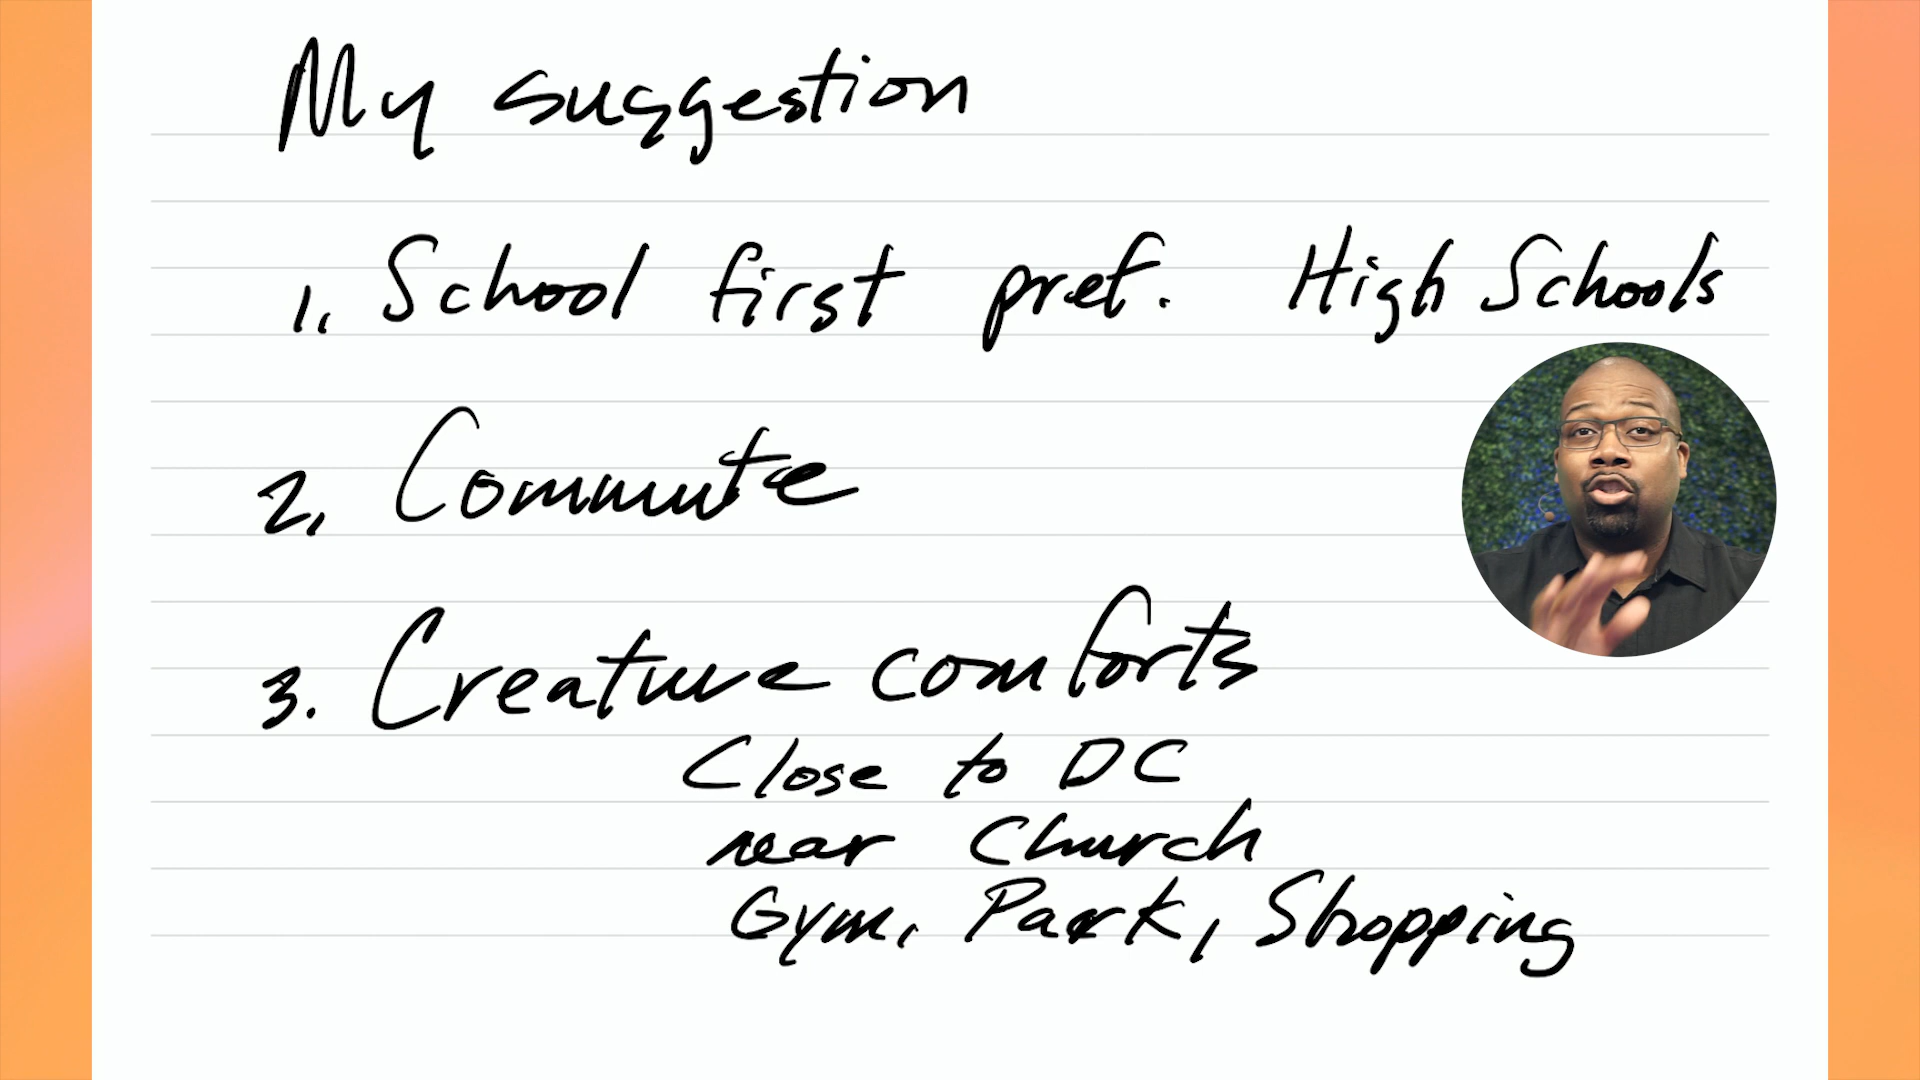 My suggestion
1. School first pref. High Schools
2. Commute
3. Creature comforts
Close to DC
near Church
Gym, Park, Shopping